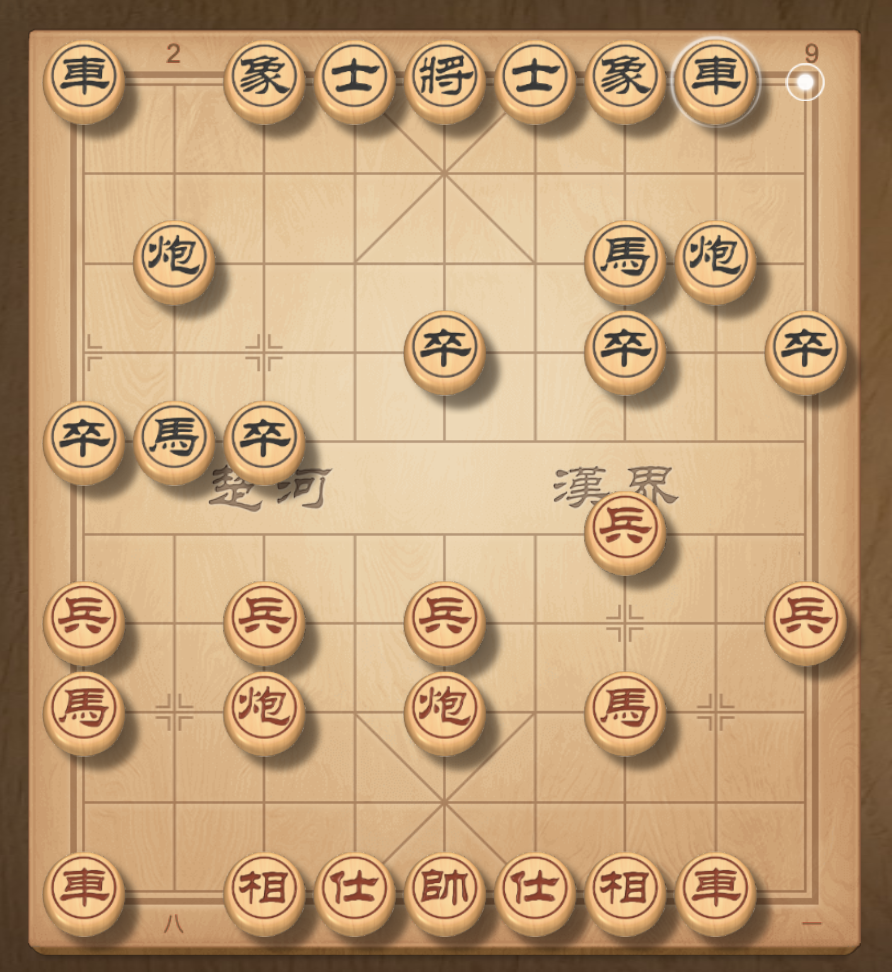 2 9
車 象 士 將 士 象 車
炮 馬 炮
卒 卒 卒
卒 馬 卒
楚河 漢界
兵
兵 兵 兵 兵
馬 炮 炮 馬
車 相 仕 帥 仕 相 車
八 一